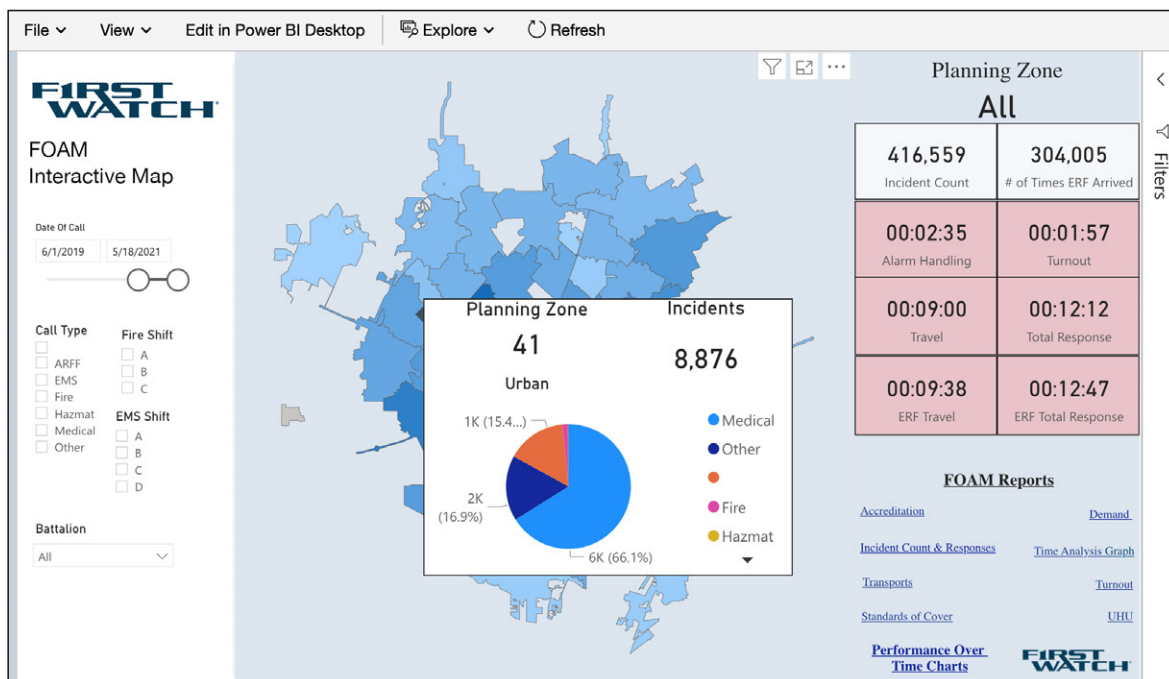 File View Edit in Power BI Desktop Explore Refresh
FIRST
WATCH
FOAM
Interactive Map
Date Of Call
6/1/2019 5/18/2021
Call Type
ARFF
EMS
Fire
Hazmat
Medical
Other
Fire Shift
A
B
C
EMS Shift
A
B
C
D
Battalion
All
Planning Zone
41
Urban
Incidents
8,876
1K (15.4...)
2K
(16.9%)
6K (66.1%)
Medical
Other
Fire
Hazmat
Planning Zone
All
416,559
Incident Count
304,005
# of Times ERF Arrived
00:02:35
Alarm Handling
00:01:57
Turnout
00:09:00
Travel
00:12:12
Total Response
00:09:38
ERF Travel
00:12:47
ERF Total Response
FOAM Reports
Accreditation
Demand
Incident Count & Responses
Time Analysis Graph
Transports
Turnout
Standards of Cover
UHU
Performance Over
Time Charts
FIRST
WATCH
Filters